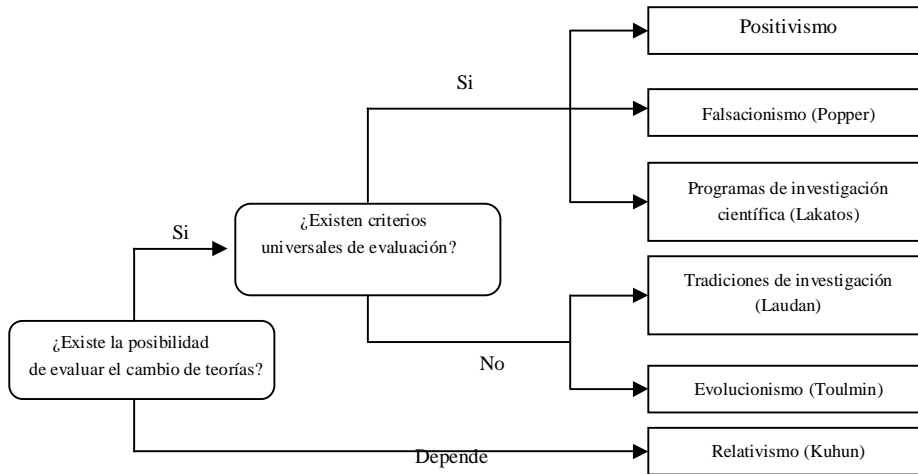 Positivismo
Si
Falsacionismo (Popper)
Programas de investigación
científica (Lakatos)
¿Existen criterios
universales de evaluación?
Si
Tradiciones de investigación
(Laudan)
¿Existe la posibilidad
de evaluar el cambio de teorías?
No
Evolucionismo (Toulmin)
Depende
Relativismo (Kuhun)